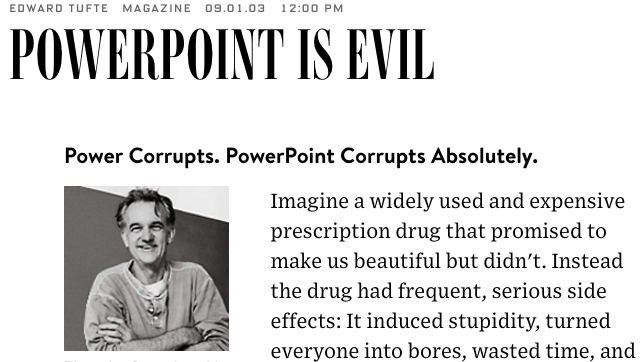 EDWARD TUFTE MAGAZINE 09.01.03 12:00 PM
POWERPOINT IS EVIL
Power Corrupts. PowerPoint Corrupts Absolutely.
Imagine a widely used and expensive
prescription drug that promised to
make us beautiful but didn't. Instead
the drug had frequent, serious side
effects: It induced stupidity, turned
everyone into bores, wasted time, and